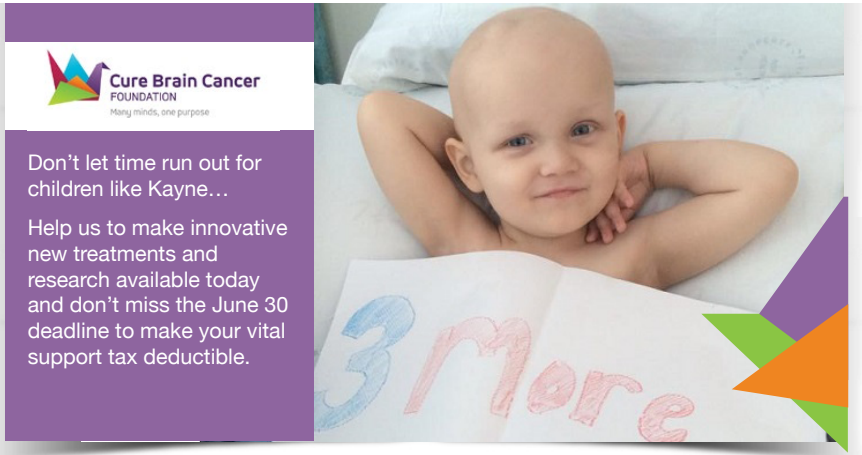 Cure Brain Cancer
FOUNDATION
Many minds, one purpose
Don’t let time run out for
children like Kayne…
Help us to make innovative
new treatments and
research available today
and don’t miss the June 30
deadline to make your vital
support tax deductible.
3 More